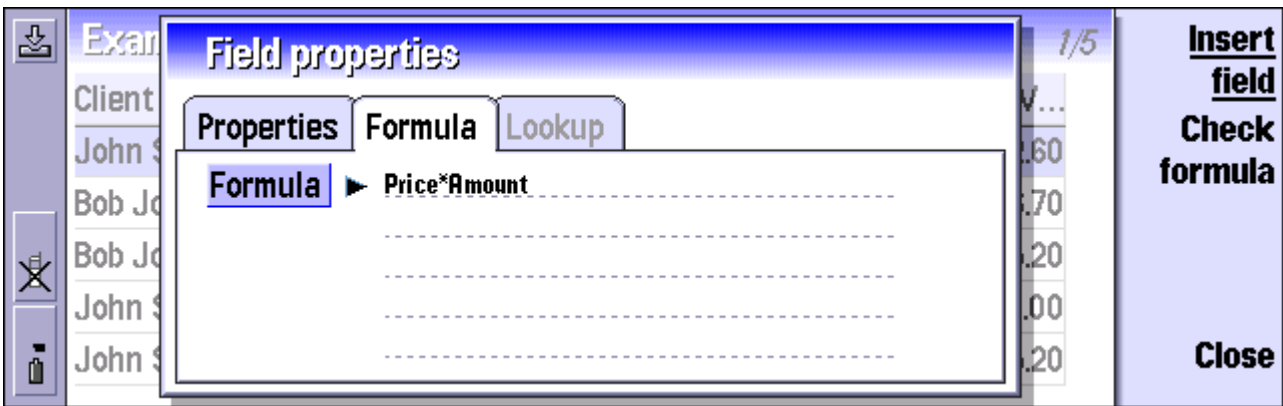 Exam
1/5
Field properties
Client
V...
Properties
Formula
Lookup
John S
.60
Formula
Price*Amount
Bob Jo
.70
Bob Jo
.20
John S
.00
John S
.20
Insert
field
Check
formula
Close